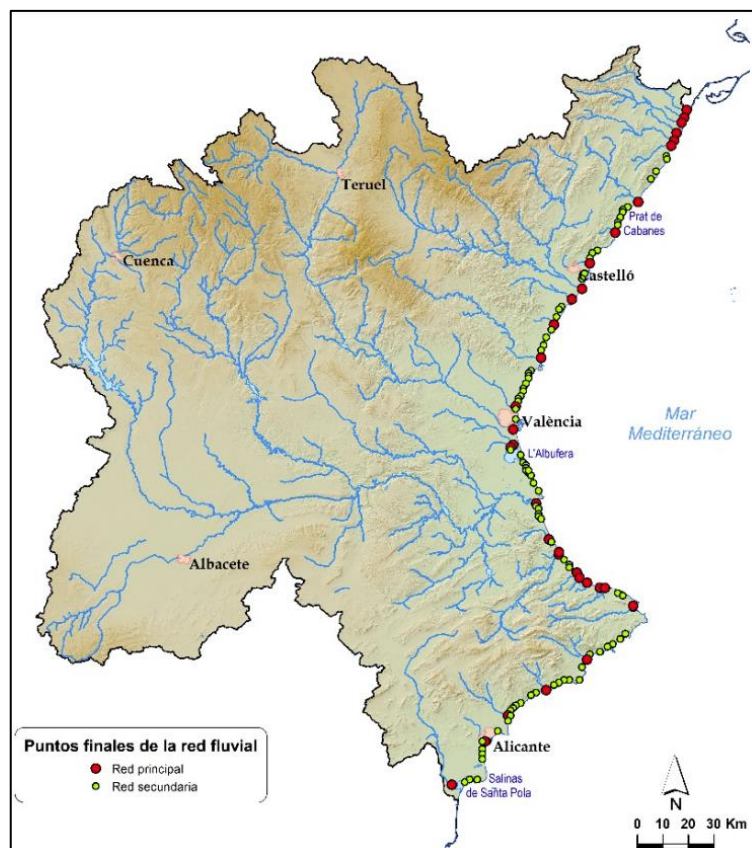 Teruel
Prat de
Cabanes
Cuenca
Castelló
València
Mar
Mediterráneo
L'Albufera
Albacete
Puntos finales de la red fluvial
Red principal
Red secundaria
Alicante
Salinas
de Santa Pola
N
0 10 20 30 Km